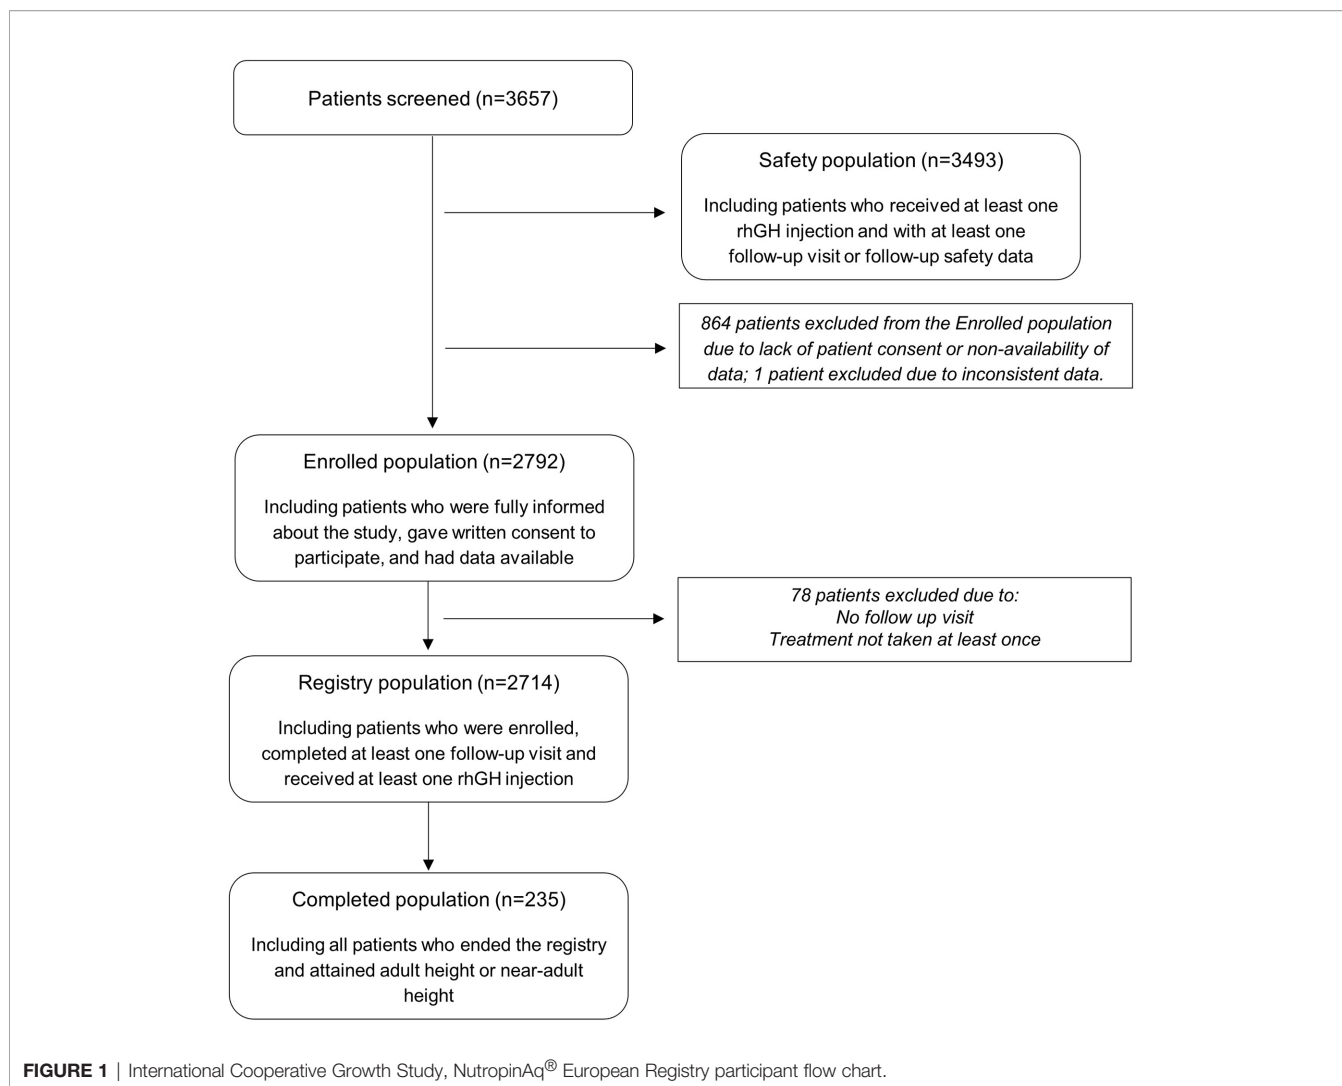 Patients screened (n=3657)
Safety population (n=3493)
Including patients who received at least one
rhGH injection and with at least one
follow-up visit or follow-up safety data
864 patients excluded from the Enrolled population
due to lack of patient consent or non-availability of
data; 1 patient excluded due to inconsistent data.
Enrolled population (n=2792)
Including patients who were fully informed
about the study, gave written consent to
participate, and had data available
78 patients excluded due to:
No follow up visit
Treatment not taken at least once
Registry population (n=2714)
Including patients who were enrolled,
completed at least one follow-up visit and
received at least one rhGH injection
Completed population (n=235)
Including all patients who ended the registry
and attained adult height or near-adult
height
FIGURE 1 | International Cooperative Growth Study, NutropinAq® European Registry participant flow chart.